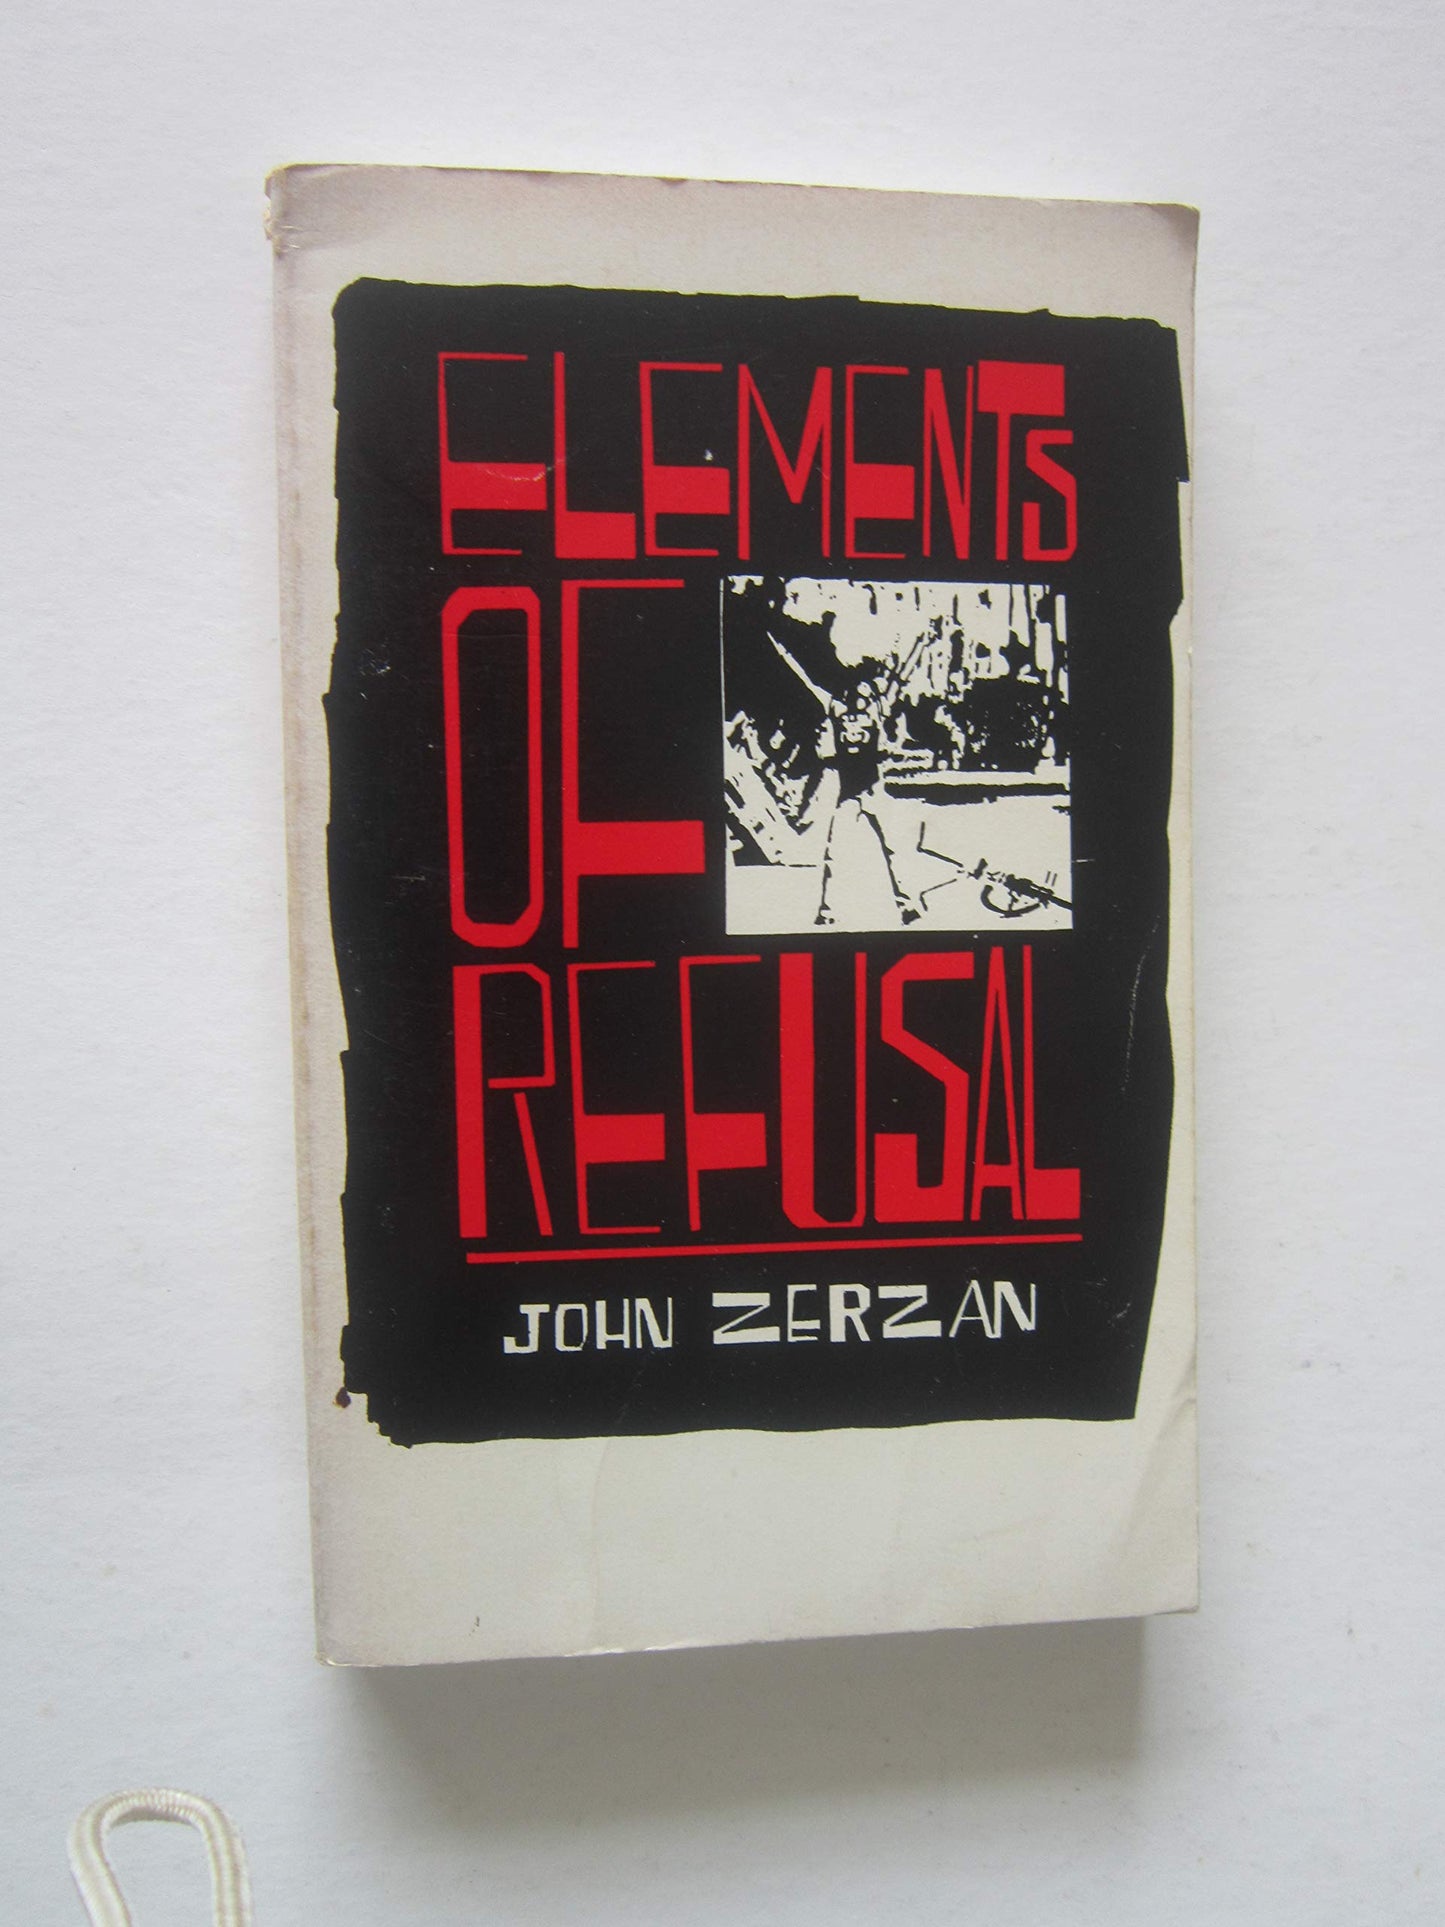 ELEMENTS
OF
REFUSAL
JOHN ZERZAN